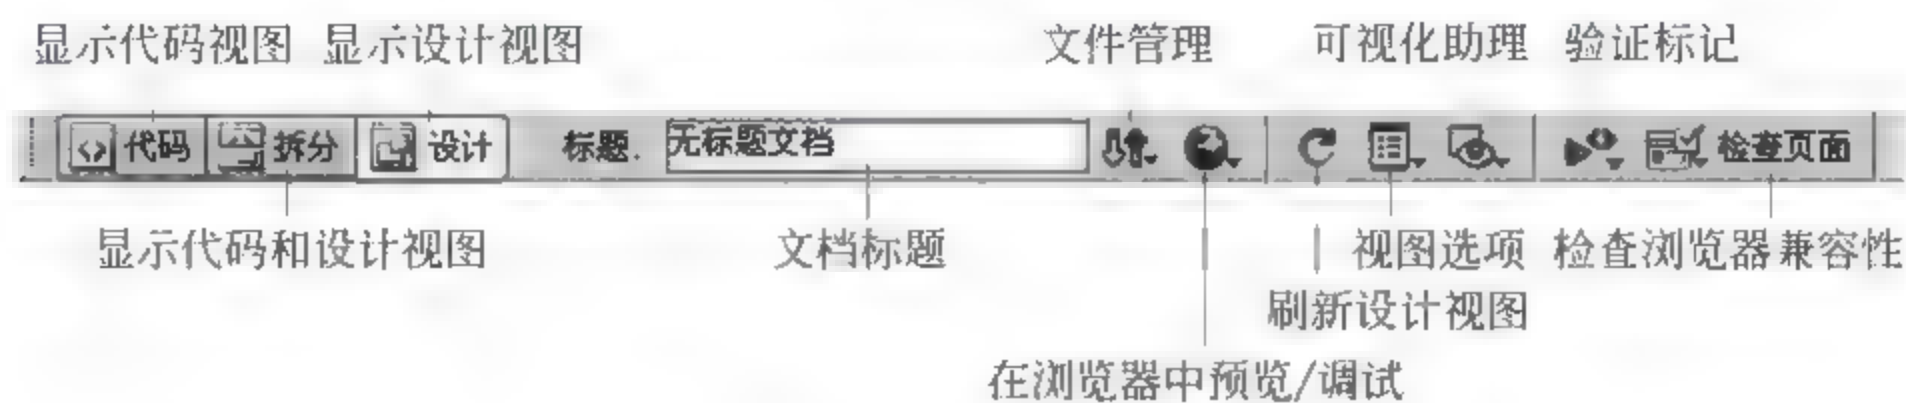 显示代码视图 显示设计视图 文件管理 可视化助理 验证标记
代码 拆分 设计 标题: 无标题文档 检查页面
显示代码和设计视图 文档标题 视图选项 检查浏览器兼容性
刷新设计视图
在浏览器中预览/调试